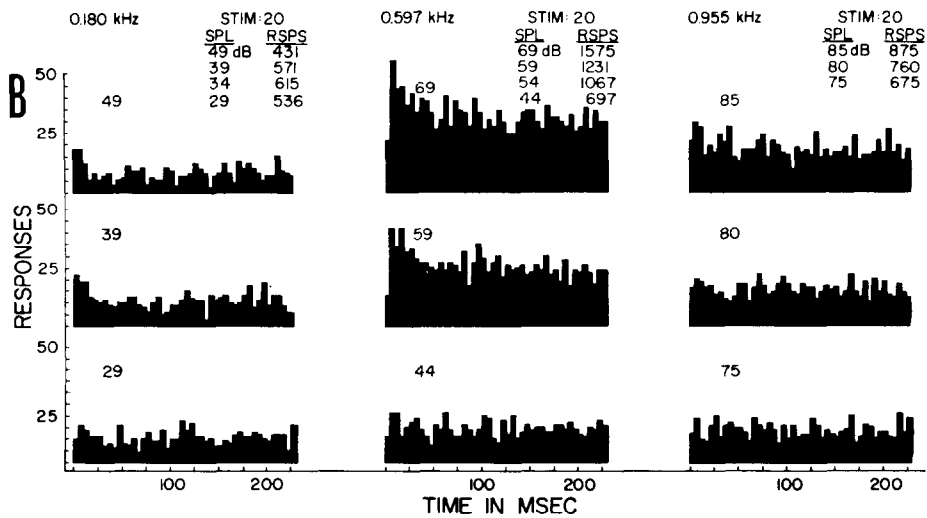 B
0.180 kHz STIM:20
SPL RSPS
49 dB 431
39 571
34 615
29 536
0.597 kHz STIM:20
SPL RSPS
69 dB 1575
59 1231
54 1067
44 697
0.955 kHz STIM:20
SPL RSPS
85 dB 875
80 760
75 675
50 49 69 85
25
50 39 59 80
25
50 29 44 75
25
RESPONSES
100 200 100 200 100 200
TIME IN MSEC